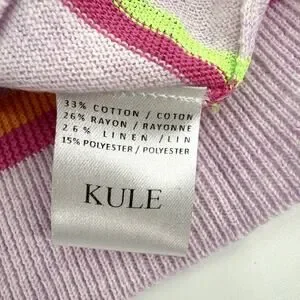 33% COTTON / COTON
26% RAYON / RAYONNE
26% LINEN / LIN
15% POLYESTER / POLYESTER
KULE